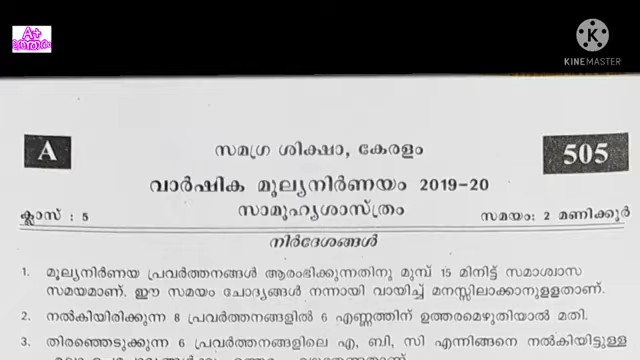 A+
KINEMASTER
A
സമഗ്ര ശിക്ഷാ, കേരളം
505
വാർഷിക മൂല്യനിർണയം 2019-20
ക്ലാസ് : 5
സാമൂഹ്യശാസ്ത്രം
സമയം: 2 മണിക്കൂർ
നിർദേശങ്ങൾ
1. മൂല്യനിർണയ പ്രവർത്തനങ്ങൾ ആരംഭിക്കുന്നതിനു മുമ്പ് 15 മിനിട്ട് സമാശ്വാസ
സമയമാണ്. ഈ സമയം ചോദ്യങ്ങൾ നന്നായി വായിച്ച് മനസ്സിലാക്കാനുളളതാണ്.
2. നൽകിയിരിക്കുന്ന 8 പ്രവർത്തനങ്ങളിൽ 6 എണ്ണത്തിന് ഉത്തരമെഴുതിയാൽ മതി.
3. തിരഞ്ഞെടുക്കുന്ന 6 പ്രവർത്തനങ്ങളിലെ എ, ബി, സി എന്നിങ്ങനെ നൽകിയിട്ടുള്ള